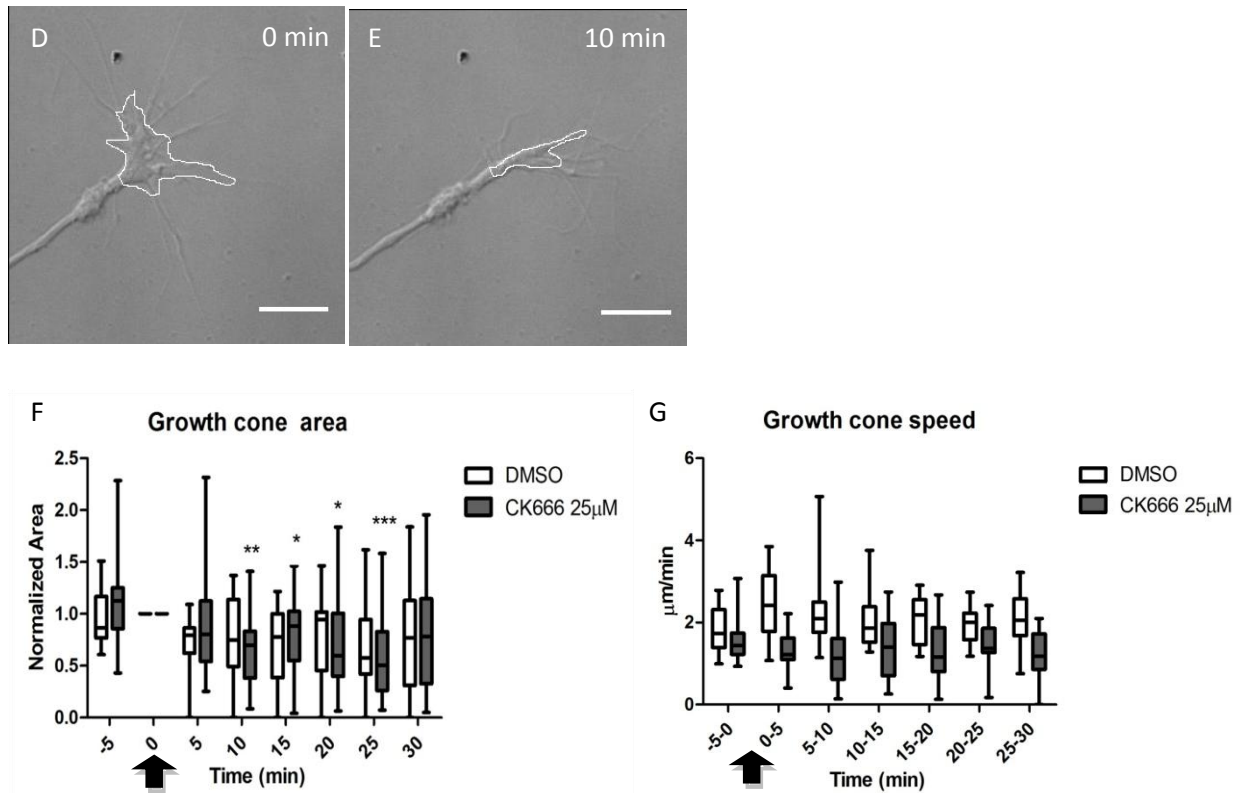 D 0 min E 10 min
F
Growth cone area
Normalized Area
2.5
2.0
1.5
1.0
0.5
0.0
** * * ***
-5 0 5 10 15 20 25 30
Time (min)
DMSO
CK666 25μM
G
Growth cone speed
μm/min
6
4
2
0
-5-0 0-5 5-10 10-15 15-20 20-25 25-30
Time (min)
DMSO
CK666 25μM